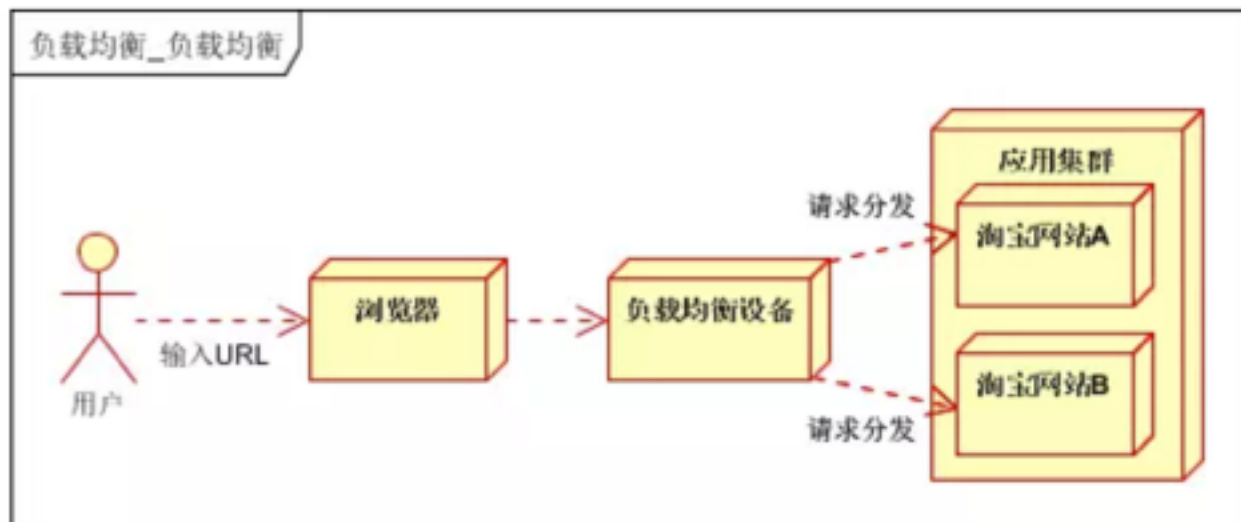 负载均衡_负载均衡
应用集群
请求分发
淘宝网站A
浏览器
负载均衡设备
输入URL
用户
淘宝网站B
请求分发